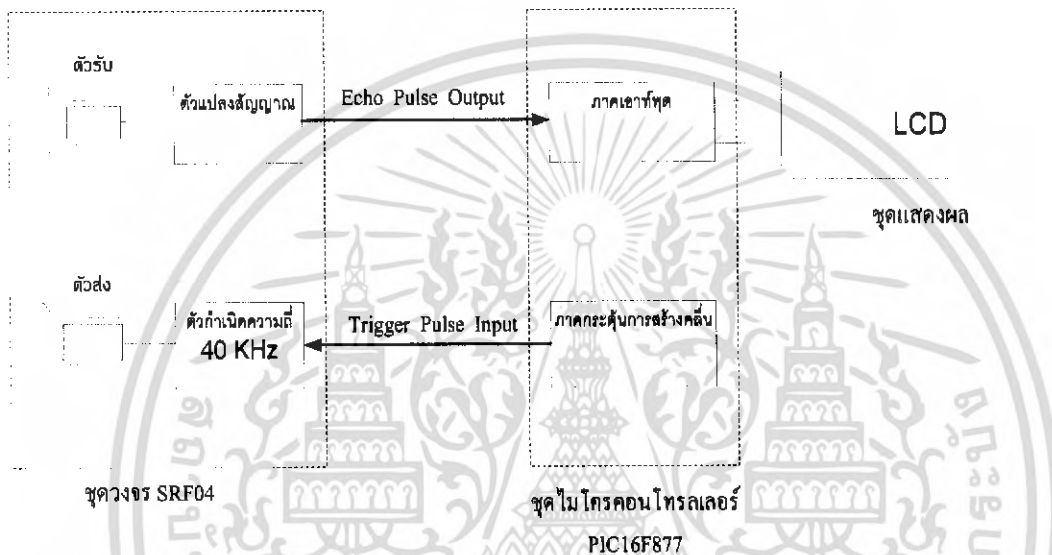 ตัวรับ
ตัวแปลงสัญญาณ
Echo Pulse Output
ภาคเอาท์พุต
LCD
ชุดแสดงผล
ตัวส่ง
ตัวกำเนิดความถี่
40 KHz
Trigger Pulse Input
ภาคกระตุ้นการสร้างคลื่น
ชุดวงจร SRF04
ชุดไมโครคอนโทรลเลอร์
PIC16F877